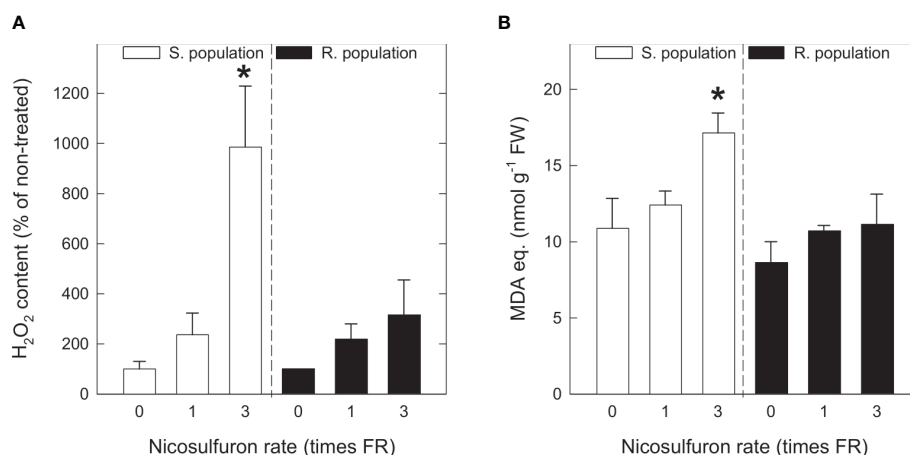 A
S. population
R. population
H₂O₂ content (% of non-treated)
1200
1000
800
600
400
200
0
*
0 1 3 0 1 3
Nicosulfuron rate (times FR)
B
S. population
R. population
MDA eq. (nmol g⁻¹ FW)
20
15
10
5
0
*
0 1 3 0 1 3
Nicosulfuron rate (times FR)